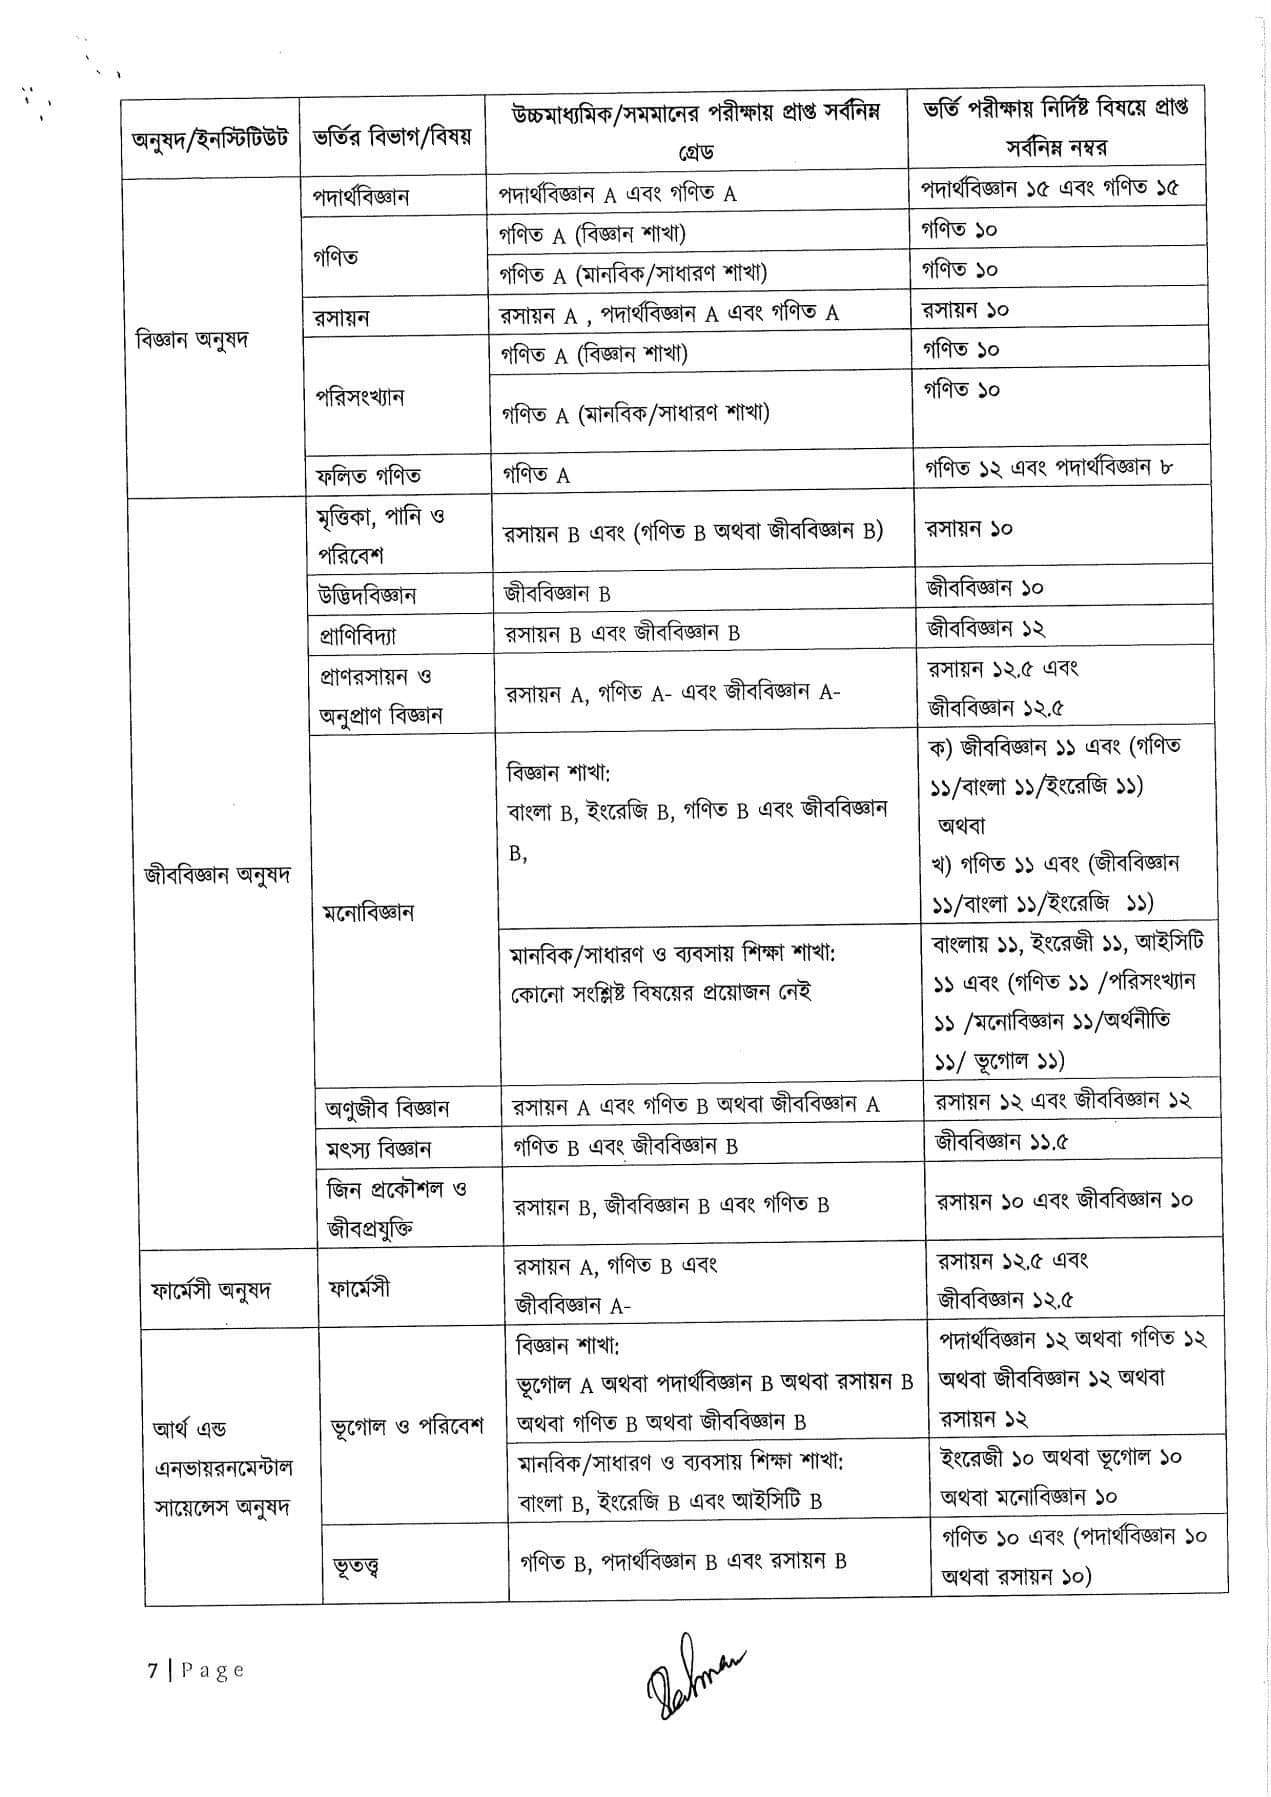 অনুষদ/ইনস্টিটিউট
ভর্তির বিভাগ/বিষয়
উচ্চমাধ্যমিক/সমমানের পরীক্ষায় প্রাপ্ত সর্বনিম্ন
গ্রেড
ভর্তি পরীক্ষায় নির্দিষ্ট বিষয়ে প্রাপ্ত
সর্বনিম্ন নম্বর
বিজ্ঞান অনুষদ
পদার্থবিজ্ঞান
পদার্থবিজ্ঞান A এবং গণিত A
পদার্থবিজ্ঞান ১৫ এবং গণিত ১৫
গণিত
গণিত A (বিজ্ঞান শাখা)
গণিত ১০
গণিত A (মানবিক/সাধারণ শাখা)
গণিত ১০
রসায়ন
রসায়ন A , পদার্থবিজ্ঞান A এবং গণিত A
রসায়ন ১০
পরিসংখ্যান
গণিত A (বিজ্ঞান শাখা)
গণিত ১০
গণিত A (মানবিক/সাধারণ শাখা)
গণিত ১০
ফলিত গণিত
গণিত A
গণিত ১২ এবং পদার্থবিজ্ঞান ৮
জীববিজ্ঞান অনুষদ
মৃত্তিকা, পানি ও
পরিবেশ
রসায়ন B এবং (গণিত B অথবা জীববিজ্ঞান B)
রসায়ন ১০
উদ্ভিদবিজ্ঞান
জীববিজ্ঞান B
জীববিজ্ঞান ১০
প্রাণিবিদ্যা
রসায়ন B এবং জীববিজ্ঞান B
জীববিজ্ঞান ১২
প্রাণরসায়ন ও
অনুপ্রাণ বিজ্ঞান
রসায়ন A, গণিত A- এবং জীববিজ্ঞান A-
রসায়ন ১২.৫ এবং
জীববিজ্ঞান ১২.৫
মনোবিজ্ঞান
বিজ্ঞান শাখা:
বাংলা B, ইংরেজি B, গণিত B এবং জীববিজ্ঞান
B,
ক) জীববিজ্ঞান ১১ এবং (গণিত
১১/বাংলা ১১/ইংরেজি ১১)
অথবা
খ) গণিত ১১ এবং (জীববিজ্ঞান
১১/বাংলা ১১/ইংরেজি ১১)
মানবিক/সাধারণ ও ব্যবসায় শিক্ষা শাখা:
কোনো সংশ্লিষ্ট বিষয়ের প্রয়োজন নেই
বাংলায় ১১, ইংরেজী ১১, আইসিটি
১১ এবং (গণিত ১১ /পরিসংখ্যান
১১ /মনোবিজ্ঞান ১১/অর্থনীতি
১১/ ভূগোল ১১)
অণুজীব বিজ্ঞান
রসায়ন A এবং গণিত B অথবা জীববিজ্ঞান A
রসায়ন ১২ এবং জীববিজ্ঞান ১২
মৎস্য বিজ্ঞান
গণিত B এবং জীববিজ্ঞান B
জীববিজ্ঞান ১১.৫
জিন প্রকৌশল ও
জীবপ্রযুক্তি
রসায়ন B, জীববিজ্ঞান B এবং গণিত B
রসায়ন ১০ এবং জীববিজ্ঞান ১০
ফার্মেসী অনুষদ
ফার্মেসী
রসায়ন A, গণিত B এবং
জীববিজ্ঞান A-
রসায়ন ১২.৫ এবং
জীববিজ্ঞান ১২.৫
আর্থ এন্ড
এনভায়রনমেন্টাল
সায়েন্সেস অনুষদ
ভূগোল ও পরিবেশ
বিজ্ঞান শাখা:
ভূগোল A অথবা পদার্থবিজ্ঞান B অথবা রসায়ন B
অথবা গণিত B অথবা জীববিজ্ঞান B
পদার্থবিজ্ঞান ১২ অথবা গণিত ১২
অথবা জীববিজ্ঞান ১২ অথবা
রসায়ন ১২
মানবিক/সাধারণ ও ব্যবসায় শিক্ষা শাখা:
বাংলা B, ইংরেজি B এবং আইসিটি B
ইংরেজী ১০ অথবা ভূগোল ১০
অথবা মনোবিজ্ঞান ১০
ভূতত্ত্ব
গণিত B, পদার্থবিজ্ঞান B এবং রসায়ন B
গণিত ১০ এবং (পদার্থবিজ্ঞান ১০
অথবা রসায়ন ১০)
7 | Page
Rahman